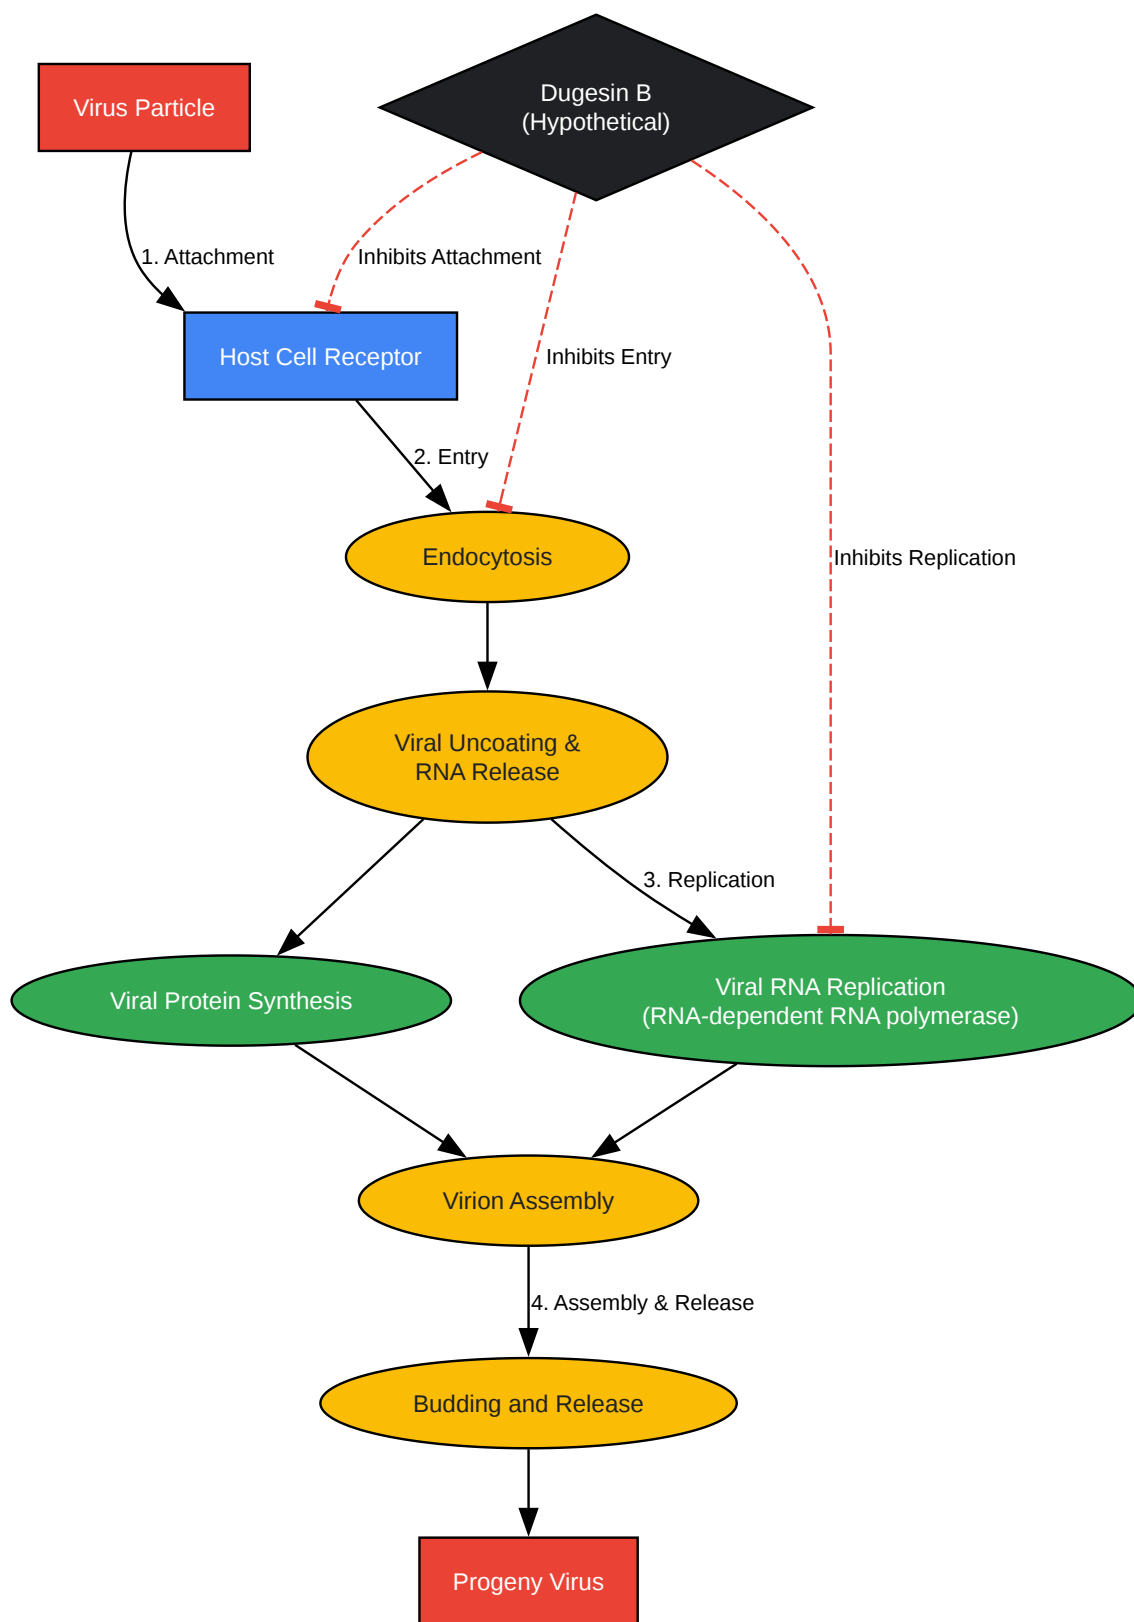 Virus Particle
Dugesin B
(Hypothetical)
1. Attachment
Inhibits Attachment
Host Cell Receptor
Inhibits Entry
2. Entry
Endocytosis
Inhibits Replication
Viral Uncoating &
RNA Release
3. Replication
Viral Protein Synthesis
Viral RNA Replication
(RNA-dependent RNA polymerase)
Virion Assembly
4. Assembly & Release
Budding and Release
Progeny Virus